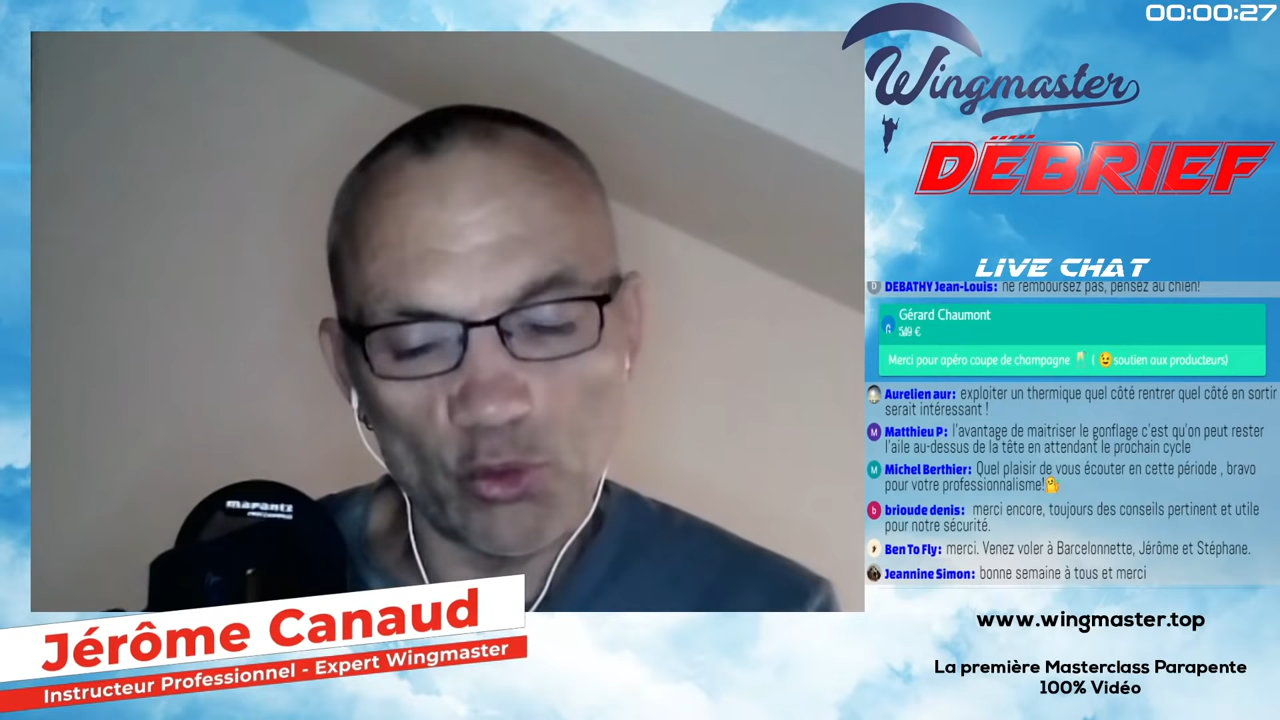 00:00:27
Wingmaster
DÉBRIEF
LIVE CHAT
DEBATHY Jean-Louis: ne remboursez pas, pensez au chien!
Gérard Chaumont
Merci pour apéro coupe de champagne 🥂 ( 😉soutien aux producteurs)
Aurelien aur: exploiter un thermique quel côté rentrer quel côté en sortir
serait intéressant !
M Matthieu P: l'avantage de maitriser le gonflage c'est qu'on peut rester
l'aile au-dessus de la tête en attendant le prochain cycle
M Michel Berthier: Quel plaisir de vous écouter en cette période , bravo
pour votre professionnalisme!
b brioude denis: merci encore, toujours des conseils pertinent et utile
pour notre sécurité.
Ben To Fly: merci. Venez voler à Barcelonnette, Jérôme et Stéphane.
Jeannine Simon: bonne semaine à tous et merci
marantz
Jérôme Canaud
Instructeur Professionnel - Expert Wingmaster
www.wingmaster.top
La première Masterclass Parapente
100% Vidéo